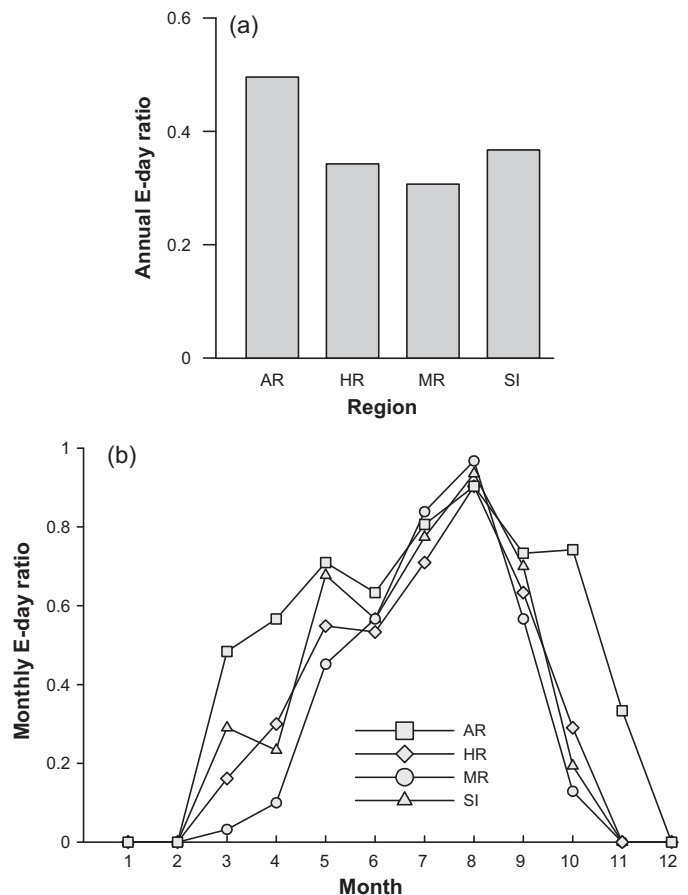 (a)
0.6
0.4
0.2
0
Annual E-day ratio
AR HR MR SI
Region
(b)
1
0.8
0.6
0.4
0.2
0
Monthly E-day ratio
AR
HR
MR
SI
1 2 3 4 5 6 7 8 9 10 11 12
Month